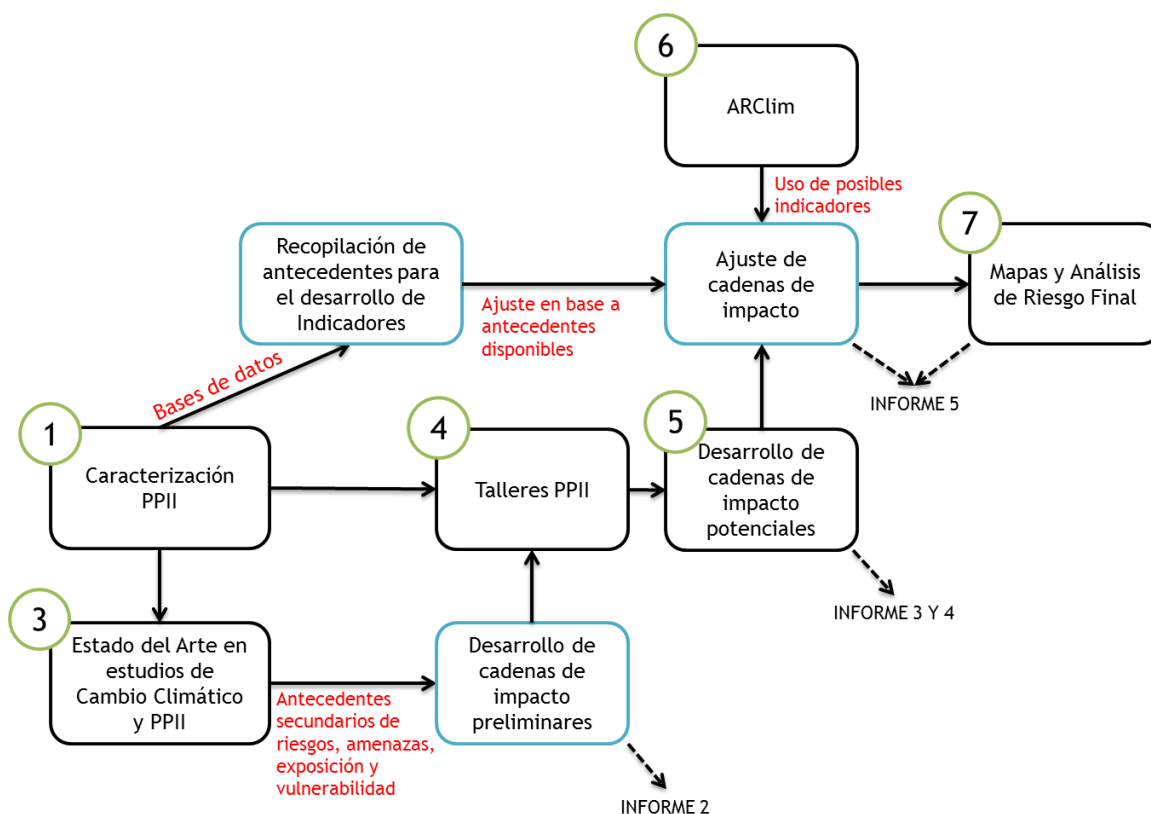 6
ARClim
Uso de posibles
indicadores
Recopilación de
antecedentes para
el desarrollo de
Indicadores
Ajuste en base a
antecedentes
disponibles
Ajuste de
cadenas de
impacto
7
Mapas y Análisis
de Riesgo Final
INFORME 5
Bases de datos
1
Caracterización
PPII
4
Talleres PPII
5
Desarrollo de
cadenas de
impacto
potenciales
INFORME 3 Y 4
3
Estado del Arte en
estudios de
Cambio Climático
y PPII
Antecedentes
secundarios de
riesgos, amenazas,
exposición y
vulnerabilidad
Desarrollo de
cadenas de
impacto
preliminares
INFORME 2